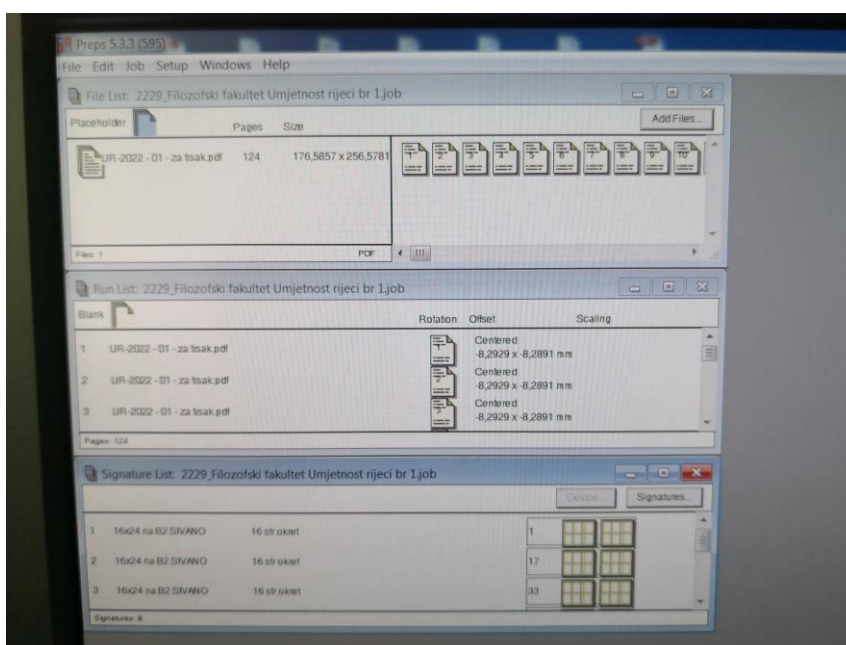 Preps 5.3.3 (595)
File Edit Job Setup Windows Help
File List: 2229_Filozofski fakultet Umjetnost rijeci br 1.job
Placeholder Pages Size Add Files...
UR-2022 - 01 - za tisak.pdf 124 176,5857 x 256,5781 1 2 3 4 5 6 7 8 9 10
Files: 1 PDF
Run List: 2229_Filozofski fakultet Umjetnost rijeci br 1.job
Blank Rotation Offset Scaling
1 UR-2022 - 01 - za tisak.pdf 1 Centered
-8,2929 x -8,2891 mm
2 UR-2022 - 01 - za tisak.pdf 2 Centered
-8,2929 x -8,2891 mm
3 UR-2022 - 01 - za tisak.pdf 3 Centered
-8,2929 x -8,2891 mm
Pages: 124
Signature List: 2229_Filozofski fakultet Umjetnost rijeci br 1.job
Device... Signatures...
1 16x24 na B2 SIVANO 16 str okret 1
2 16x24 na B2 SIVANO 16 str okret 17
3 16x24 na B2 SIVANO 16 str okret 33
Signatures: 8